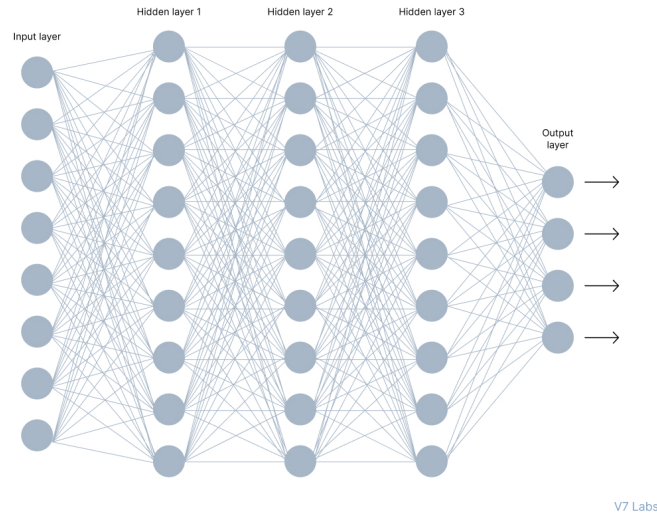 Hidden layer 1
Hidden layer 2
Hidden layer 3
Input layer
Output
layer
V7 Labs